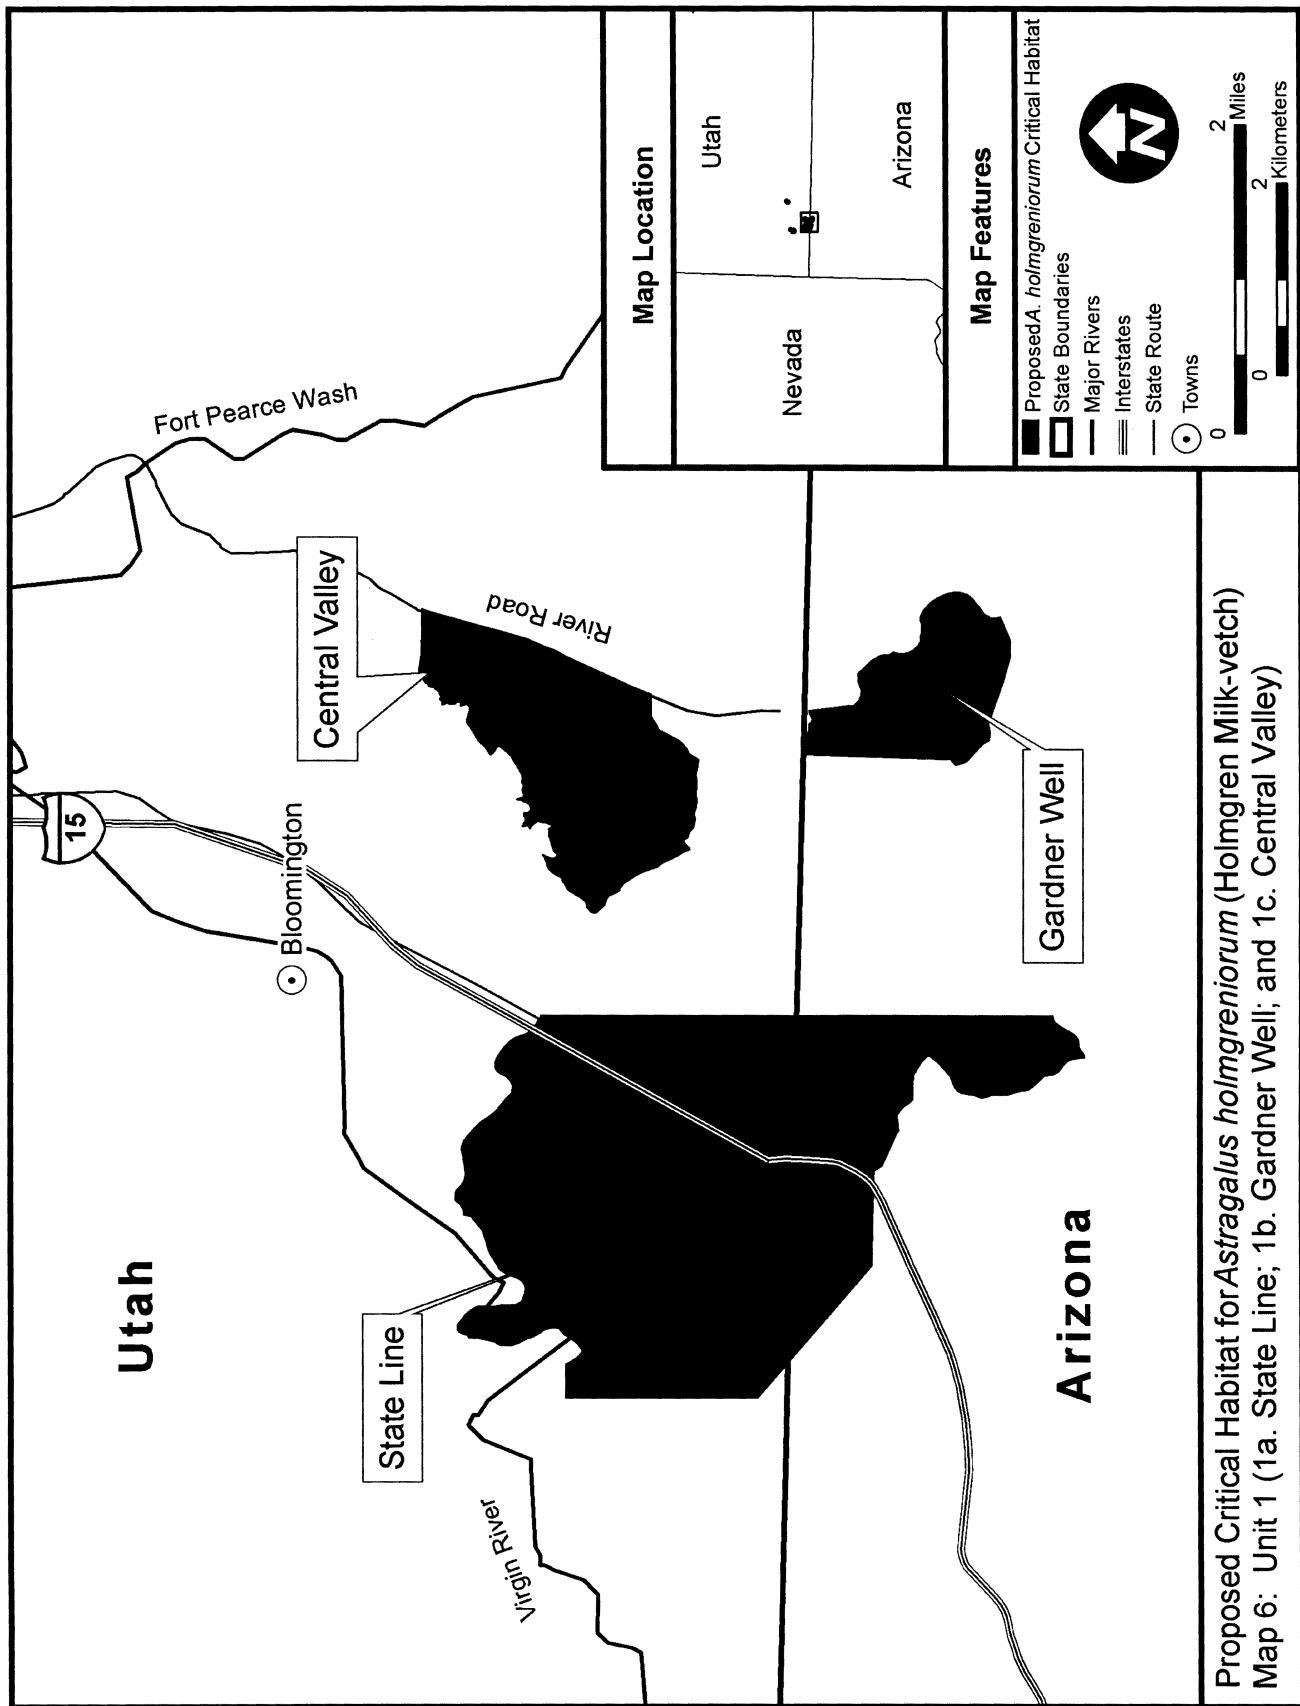 Utah
Arizona
15
Bloomington
Fort Pearce Wash
Central Valley
River Road
State Line
Virgin River
Gardner Well
Map Location
Utah
Nevada
Arizona
Map Features
Proposed A. holmgreniorum Critical Habitat
State Boundaries
Major Rivers
Interstates
State Route
Towns
N
0 2 Miles
0 2 Kilometers
Proposed Critical Habitat for Astragalus holmgreniorum (Holmgren Milk-vetch)
Map 6: Unit 1 (1a. State Line; 1b. Gardner Well; and 1c. Central Valley)